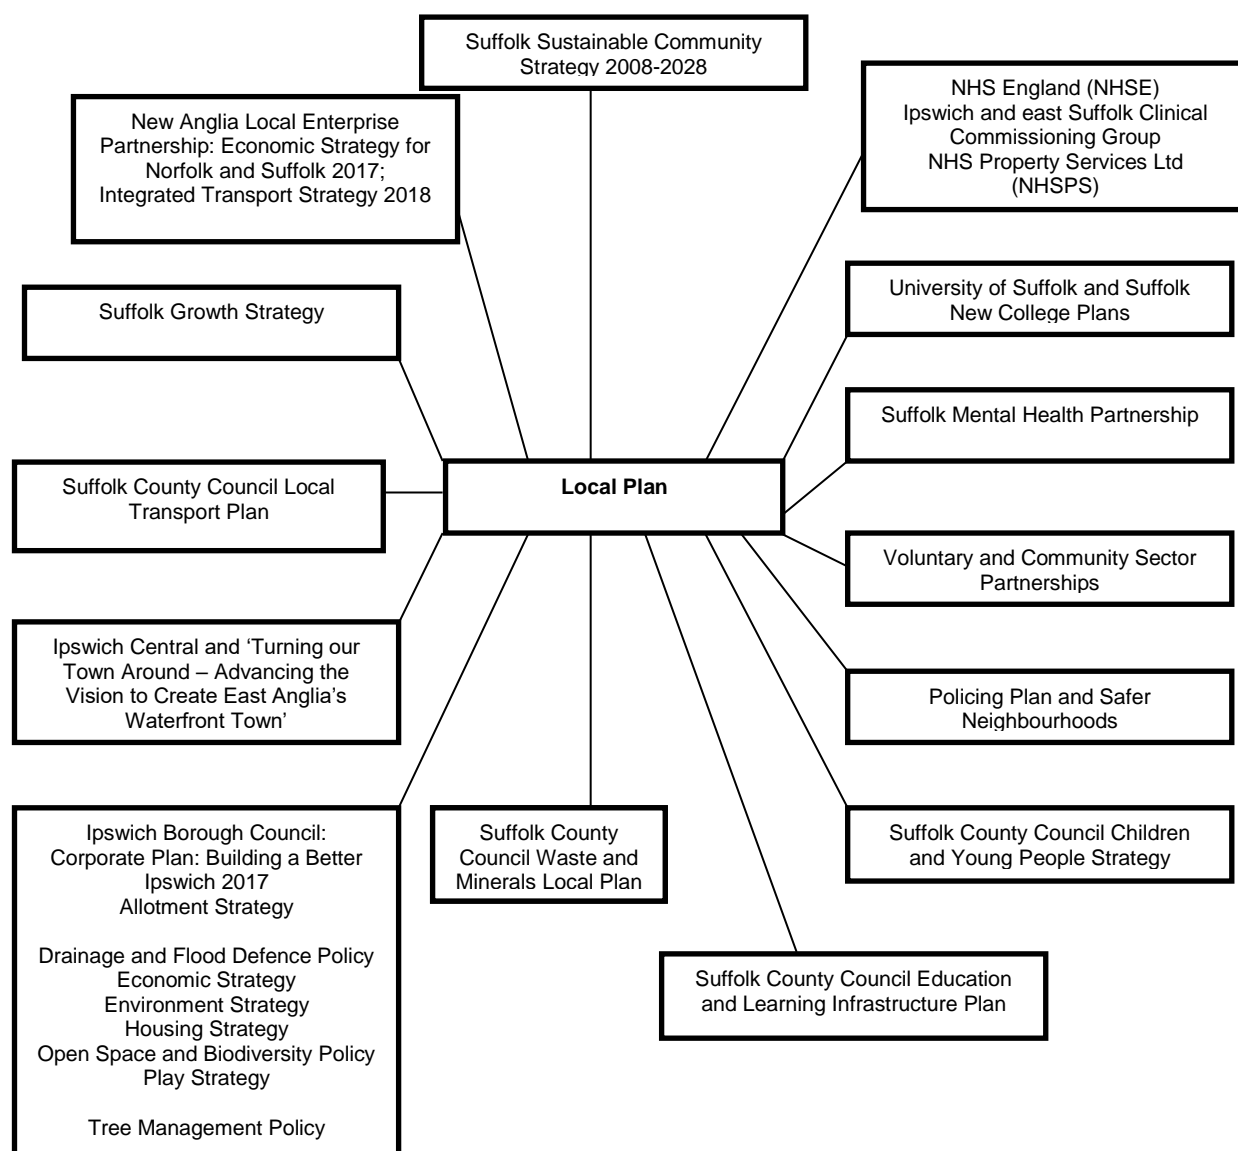 Suffolk Sustainable Community
Strategy 2008-2028
NHS England (NHSE)
Ipswich and east Suffolk Clinical
Commissioning Group
NHS Property Services Ltd
(NHSPS)
New Anglia Local Enterprise
Partnership: Economic Strategy for
Norfolk and Suffolk 2017;
Integrated Transport Strategy 2018
University of Suffolk and Suffolk
New College Plans
Suffolk Growth Strategy
Suffolk Mental Health Partnership
Local Plan
Suffolk County Council Local
Transport Plan
Voluntary and Community Sector
Partnerships
Ipswich Central and ‘Turning our
Town Around – Advancing the
Vision to Create East Anglia’s
Waterfront Town’
Policing Plan and Safer
Neighbourhoods
Ipswich Borough Council:
Corporate Plan: Building a Better
Ipswich 2017
Allotment Strategy
Drainage and Flood Defence Policy
Economic Strategy
Environment Strategy
Housing Strategy
Open Space and Biodiversity Policy
Play Strategy
Tree Management Policy
Suffolk County
Council Waste and
Minerals Local Plan
Suffolk County Council Children
and Young People Strategy
Suffolk County Council Education
and Learning Infrastructure Plan